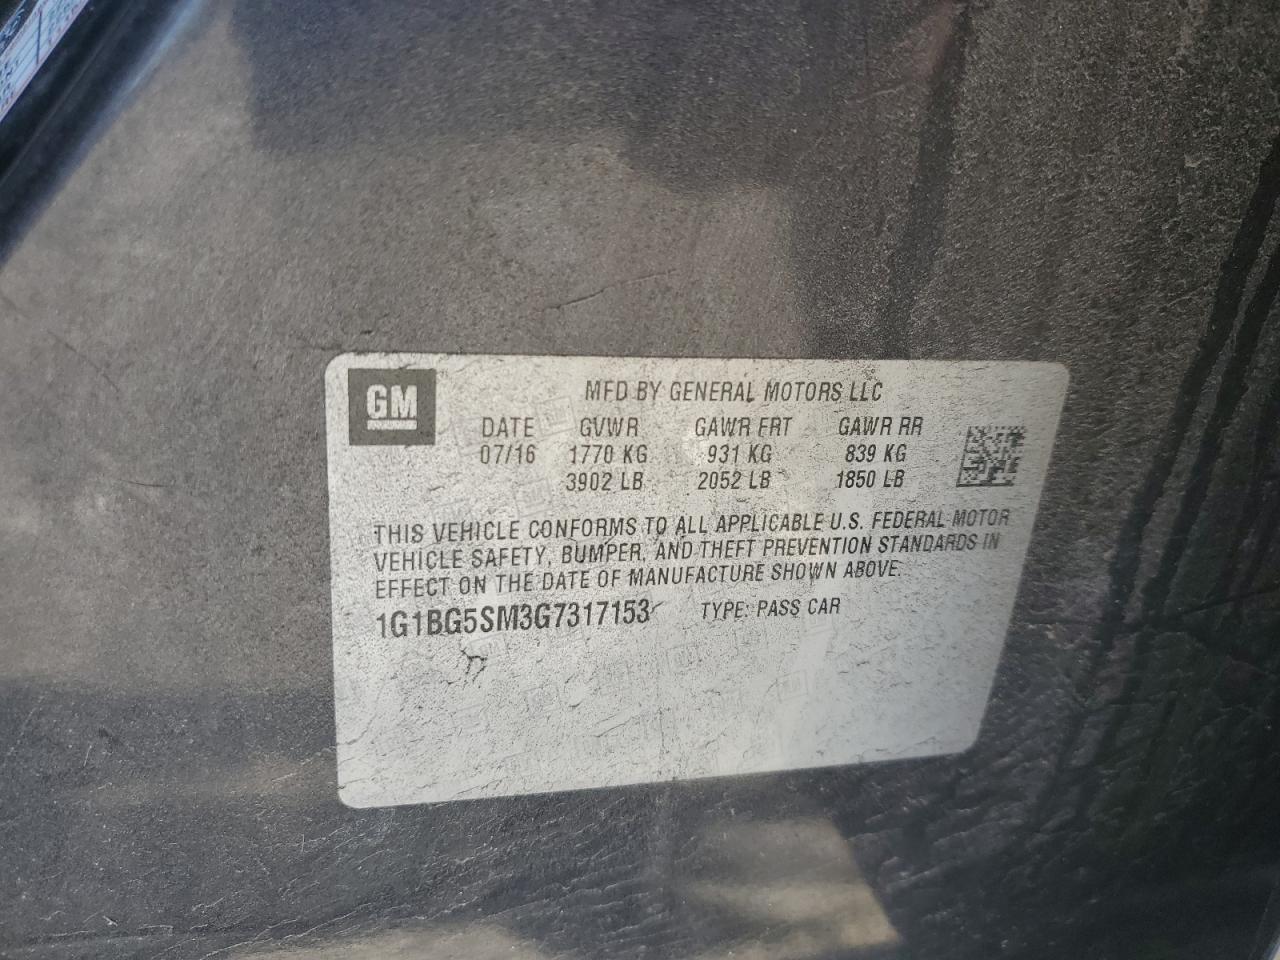 GM
MFD BY GENERAL MOTORS LLC
DATE GVWR GAWR FRT GAWR RR
07/16 1770 KG 931 KG 839 KG
3902 LB 2052 LB 1850 LB
THIS VEHICLE CONFORMS TO ALL APPLICABLE U.S. FEDERAL MOTOR
VEHICLE SAFETY, BUMPER, AND THEFT PREVENTION STANDARDS IN
EFFECT ON THE DATE OF MANUFACTURE SHOWN ABOVE.
1G1BG5SM3G7317153 TYPE: PASS CAR